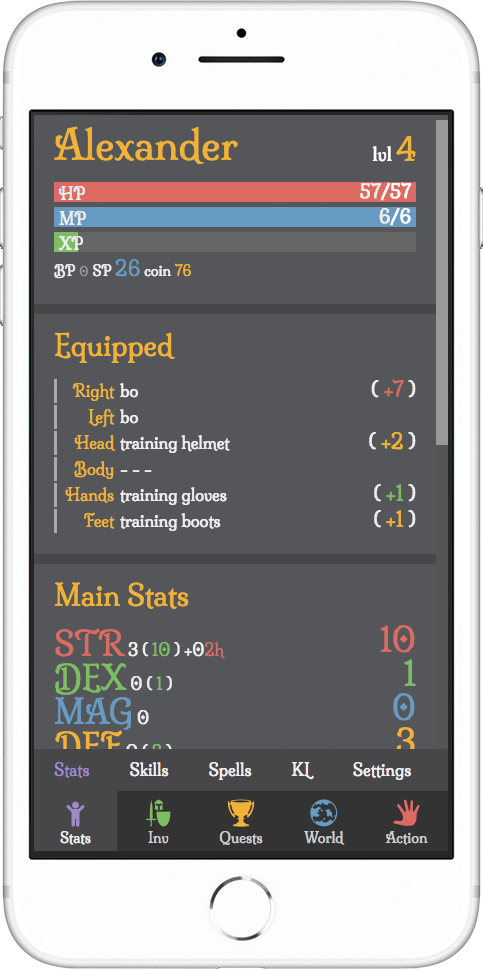 Alexander lvl 4
HP 57/57
MP 6/6
XP
BP 0 SP 26 coin 76
Equipped
Right bo ( +7 )
Left bo
Head training helmet ( +2 )
Body - - -
Hands training gloves ( +1 )
Feet training boots ( +1 )
Main Stats
STR 3 ( 10 ) +02h 10
DEX 0 ( 1 ) 1
MAG 0 0
DEF 3
Stats Skills Spells KL Settings
Stats Inv Quests World Action